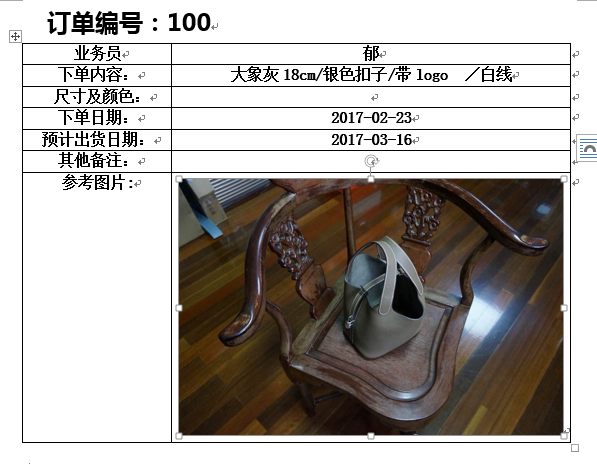 订单编号：100
业务员 郁
下单内容： 大象灰 18cm/银色扣子/带 logo ／白线
尺寸及颜色：
下单日期： 2017-02-23
预计出货日期： 2017-03-16
其他备注：
参考图片: